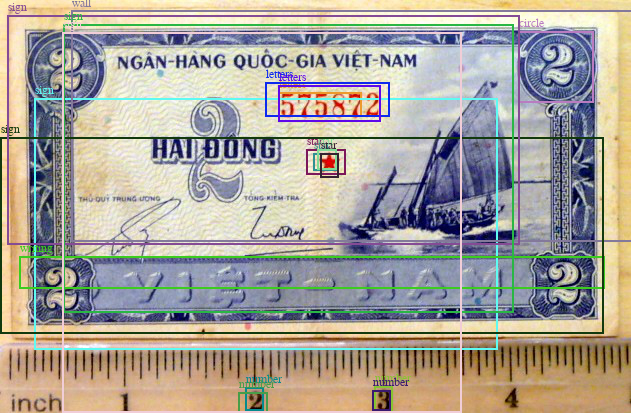 2 NGÂN-HÀNG QUỐC-GIA VIỆT-NAM 2
575872
2
HAI ĐỒNG
THỦ QUỸ TRUNG-ƯƠNG TỔNG-KIỂM-TRA
2 VIỆT-NAM 2
inch 1 2 3 4
wall
sign
sign
circle
letters
letters
sign
sign
star
star
writing
number
number
number